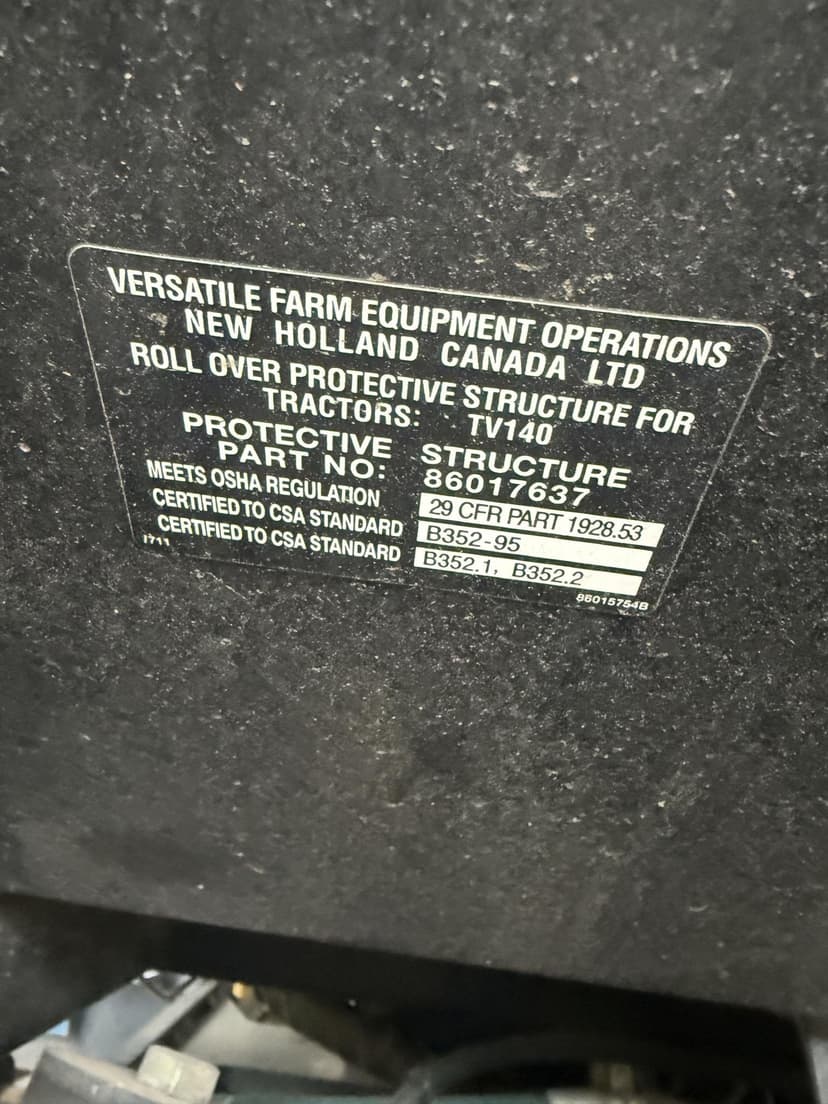 VERSATILE FARM EQUIPMENT OPERATIONS
NEW HOLLAND CANADA LTD
ROLL OVER PROTECTIVE STRUCTURE FOR
TRACTORS: TV140
PROTECTIVE STRUCTURE
PART NO: 86017637
MEETS OSHA REGULATION 29 CFR PART 1928.53
CERTIFIED TO CSA STANDARD B352-95
CERTIFIED TO CSA STANDARD B352.1, B352.2
1711 86015754B